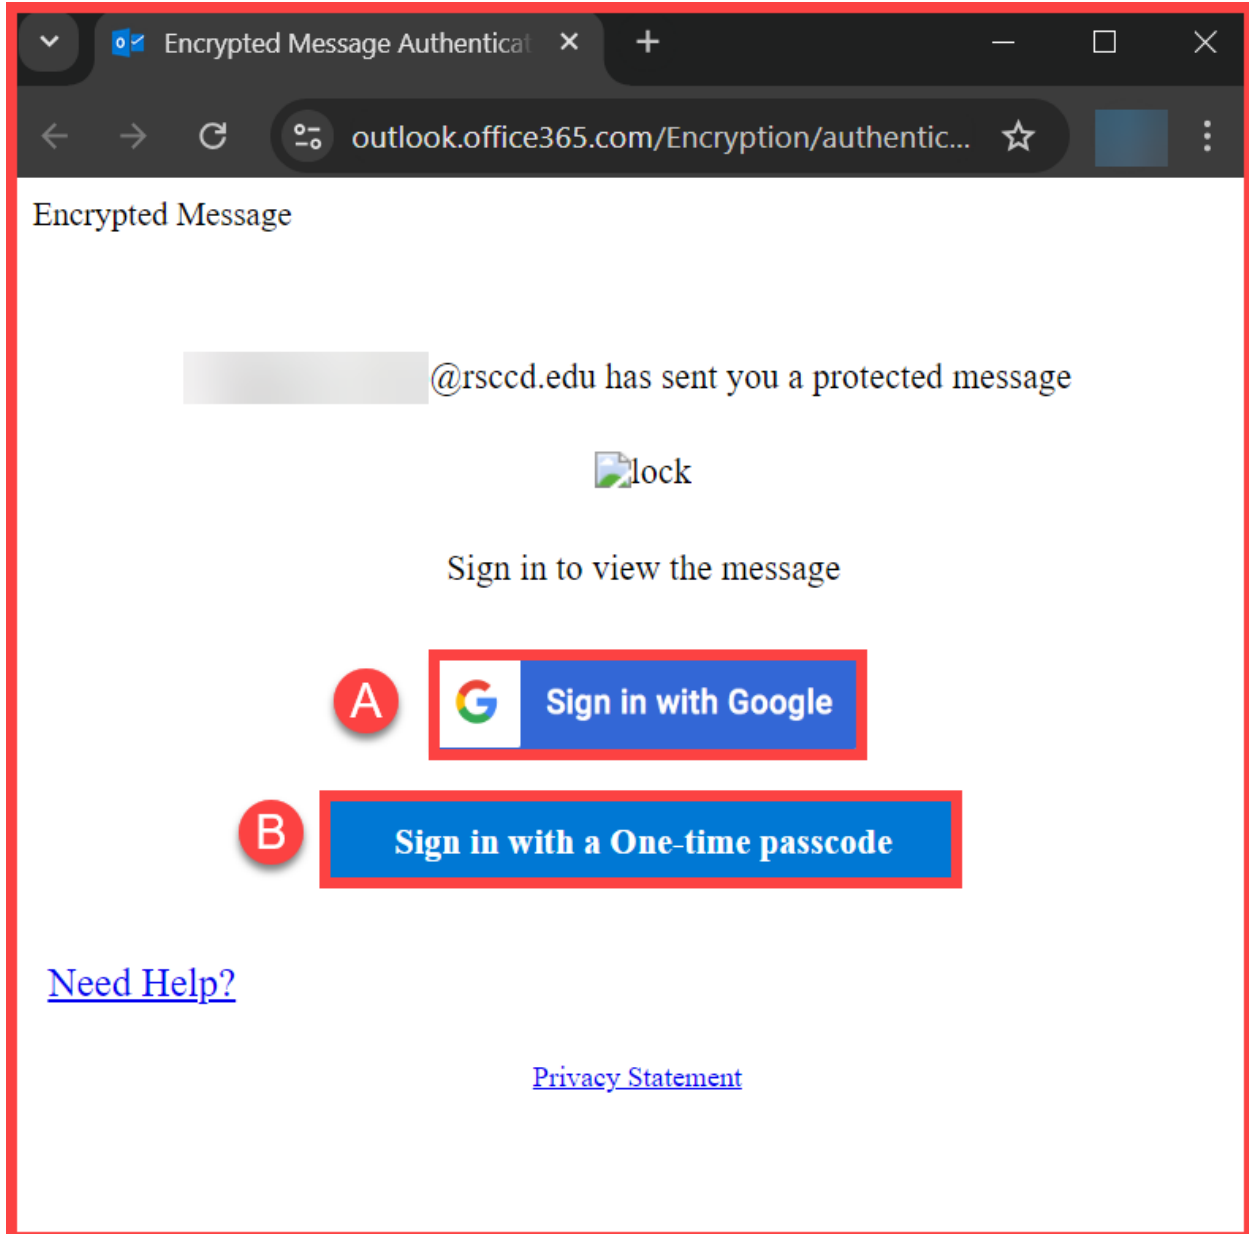 Encrypted Message Authenticat
outlook.office365.com/Encryption/authentic...
Encrypted Message
@rsccd.edu has sent you a protected message
lock
Sign in to view the message
A
Sign in with Google
B
Sign in with a One-time passcode
Need Help?
Privacy Statement